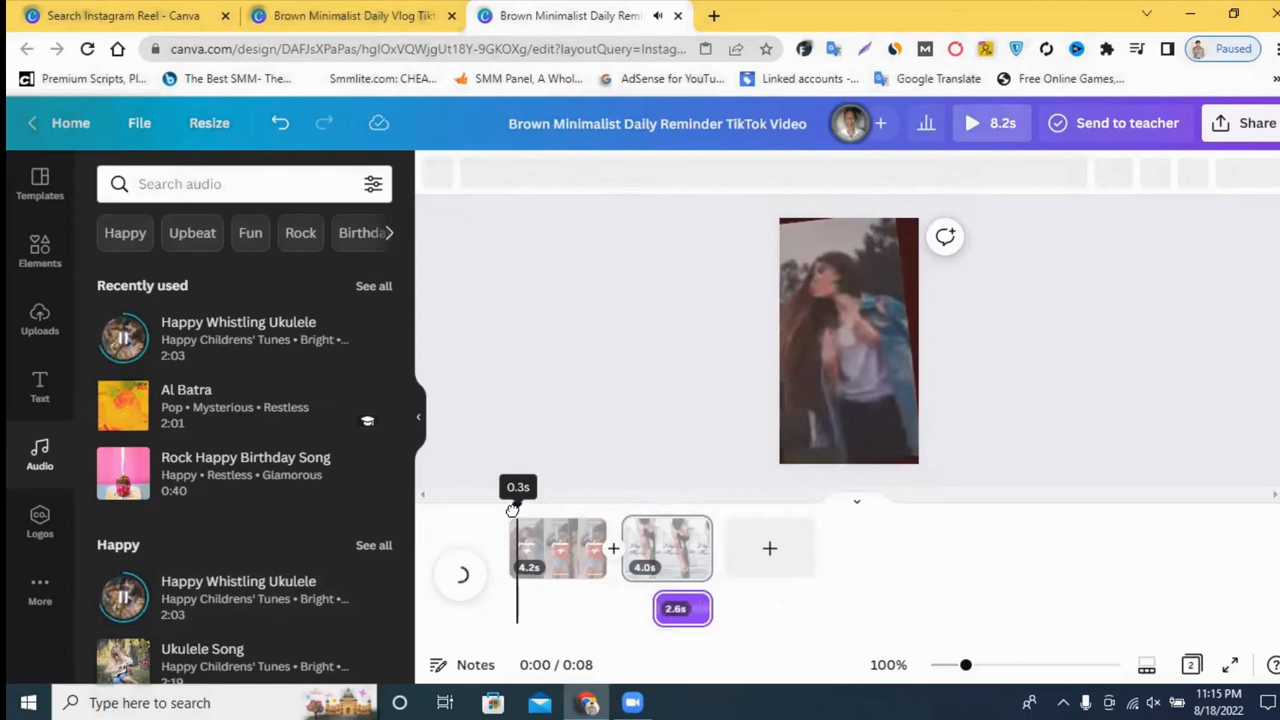 Search Instagram Reel - Canva
Brown Minimalist Daily Vlog Tikt
Brown Minimalist Daily Remi
canva.com/design/DAFJsXPaPas/hgIOxVQWjgUt18Y-9GKOXg/edit?layoutQuery=Instag...
Paused
Premium Scripts, Pl...
The Best SMM- The...
Smmlite.com: CHEA...
SMM Panel, A Whol...
AdSense for YouTu...
Linked accounts -...
Google Translate
Free Online Games,...
Home
File
Resize
Brown Minimalist Daily Reminder TikTok Video
8.2s
Send to teacher
Share
Templates
Elements
Uploads
Text
Audio
Logos
More
Search audio
Happy
Upbeat
Fun
Rock
Birthda
Recently used
See all
Happy Whistling Ukulele
Happy Childrens' Tunes • Bright •...
2:03
Al Batra
Pop • Mysterious • Restless
2:01
Rock Happy Birthday Song
Happy • Restless • Glamorous
0:40
Happy
See all
Happy Whistling Ukulele
Happy Childrens' Tunes • Bright •...
2:03
Ukulele Song
Happy Childrens' Tunes • Bright •...
2:19
0.3s
4.2s
4.0s
2.6s
Notes
0:00 / 0:08
100%
2
Type here to search
11:15 PM
8/18/2022